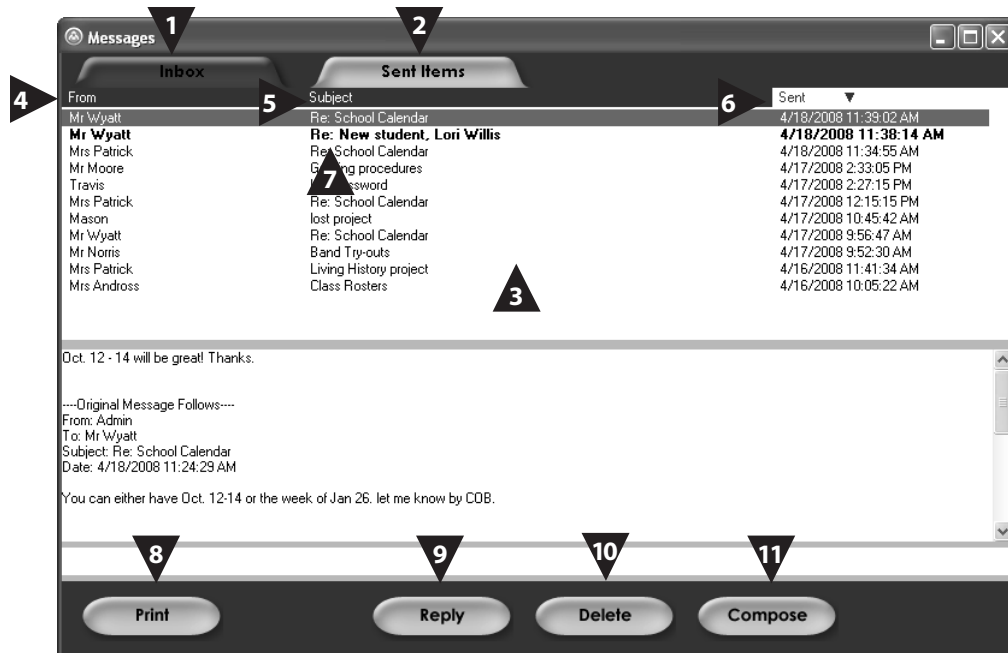 1 2
Messages
Inbox Sent Items
4 5 6
From Subject Sent ▼
Mr Wyatt Re: School Calendar 4/18/2008 11:39:02 AM
Mr Wyatt Re: New student, Lori Willis 4/18/2008 11:38:14 AM
Mrs Patrick Re: School Calendar 4/18/2008 11:34:55 AM
Mr Moore procedures 4/17/2008 2:33:05 PM
7
Travis 4/17/2008 2:27:15 PM
Mrs Patrick Re: School Calendar 4/17/2008 12:15:15 PM
Mason lost project 4/17/2008 10:45:42 AM
Mr Wyatt Re: School Calendar 4/17/2008 9:56:47 AM
Mr Norris Band Try-outs 4/17/2008 9:52:30 AM
Mrs Patrick Living History project 4/16/2008 11:41:34 AM
Mrs Andross Class Rosters 4/16/2008 10:05:22 AM
3
Oct. 12 - 14 will be great! Thanks.
----Original Message Follows----
From: Admin
To: Mr Wyatt
Subject: Re: School Calendar
Date: 4/18/2008 11:24:29 AM
You can either have Oct. 12-14 or the week of Jan 26. let me know by COB.
8 9 10 11
Print Reply Delete Compose